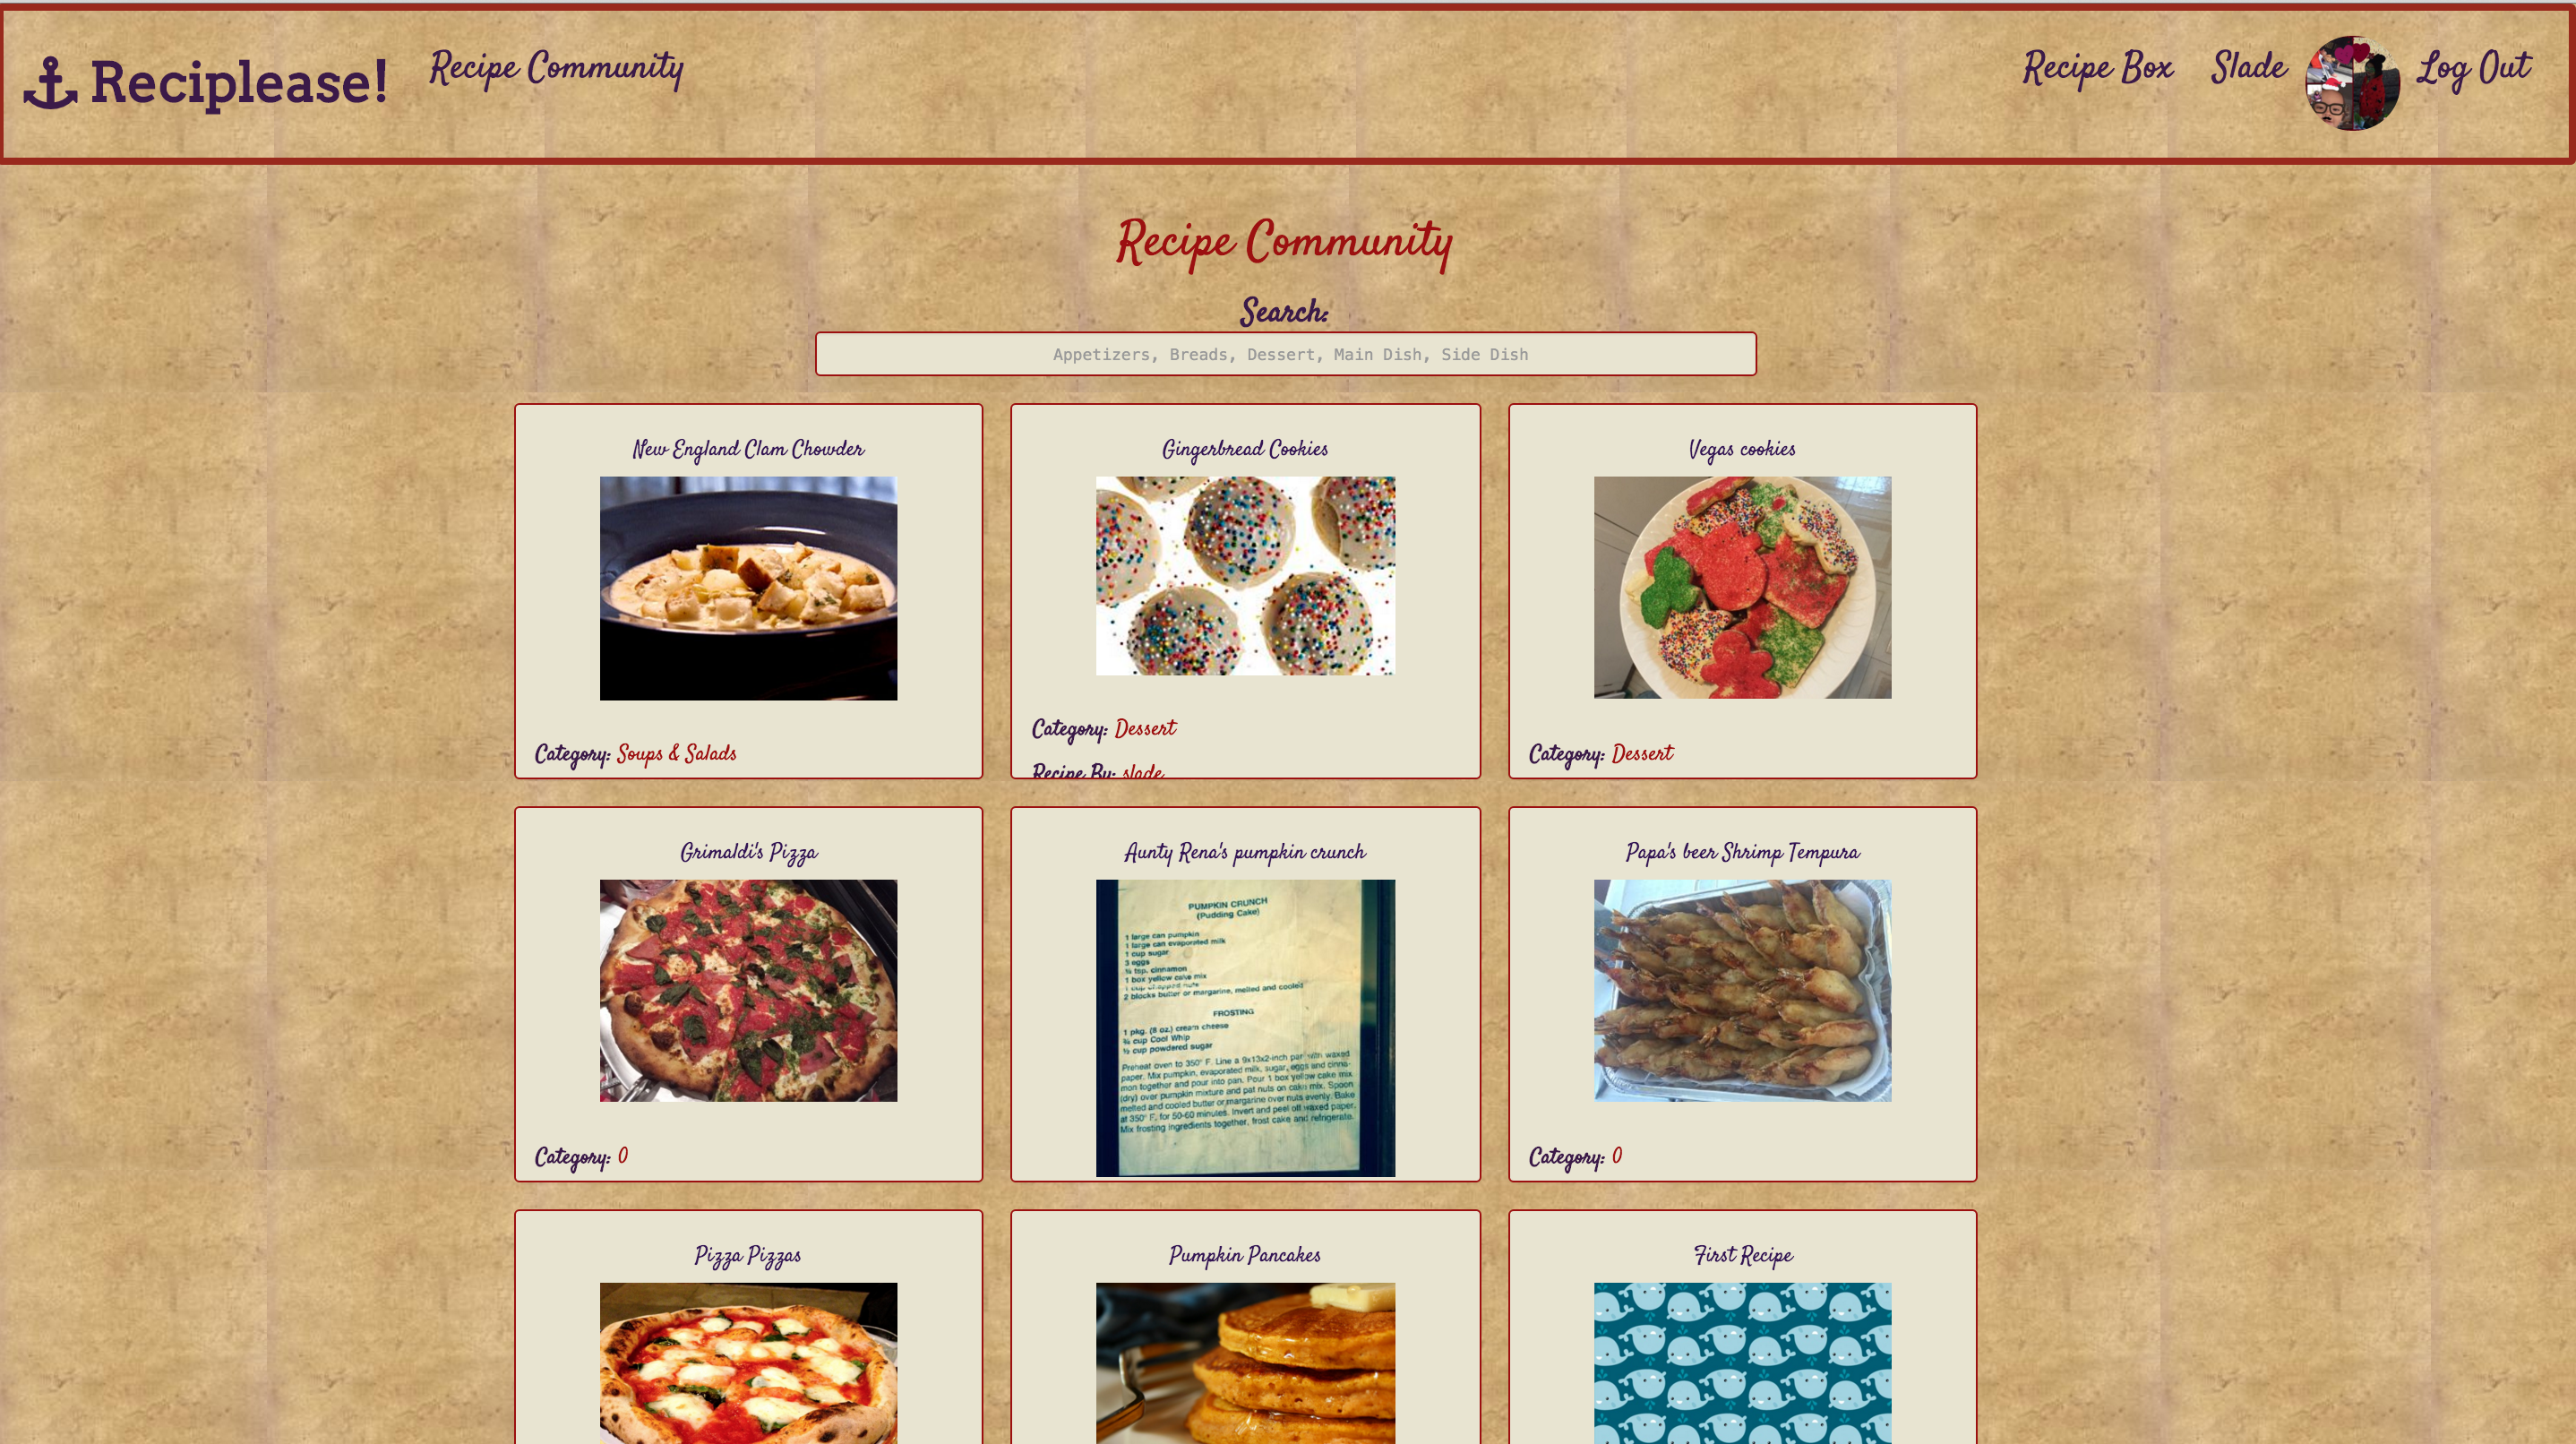 Reciplease!
Recipe Community
Recipe Box
Slade
Log Out
Recipe Community
Search:
Appetizers, Breads, Dessert, Main Dish, Side Dish
New England Clam Chowder
Category: Soups & Salads
Gingerbread Cookies
Category: Dessert
Recipe By: slade
Vegas cookies
Category: Dessert
Grimaldi's Pizza
Category: 0
Aunty Rena's pumpkin crunch
PUMPKIN CRUNCH
(Pudding Cake)
1 large can pumpkin
1 large can evaporated milk
1 cup sugar
3 eggs
½ tsp. cinnamon
1 box yellow cake mix
1 cup chopped nuts
2 blocks butter or margarine, melted and cooled
FROSTING
1 pkg. (8 oz.) cream cheese
¾ cup Cool Whip
½ cup powdered sugar
Preheat oven to 350° F. Line a 9x13x2-inch pan with waxed
paper. Mix pumpkin, evaporated milk, sugar, eggs and cinna-
mon together and pour into pan. Pour 1 box yellow cake mix
(dry) over pumpkin mixture and pat nuts on cake mix. Spoon
melted and cooled butter or margarine over nuts evenly. Bake
at 350° F. for 50-60 minutes. Invert and peel off waxed paper.
Mix frosting ingredients together, frost cake and refrigerate.
Papa's beer Shrimp Tempura
Category: 0
Pizza Pizzas
Pumpkin Pancakes
First Recipe